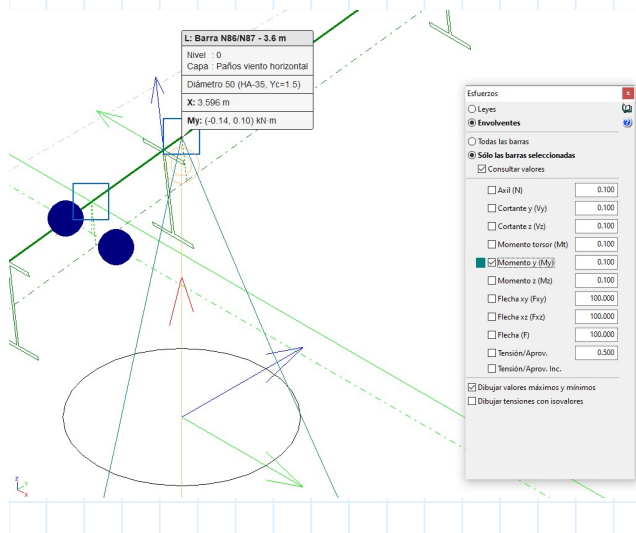 L: Barra N86/N87 - 3.6 m
Nivel : 0
Capa : Paños viento horizontal
Diámetro 50 (HA-35, Yc=1.5)
X: 3.596 m
My: (-0.14, 0.10) kN·m
Esfuerzos
x
Leyes
Envolventes
Todas las barras
Sólo las barras seleccionadas
Consultar valores
Axil (N) 0.100
Cortante y (Vy) 0.100
Cortante z (Vz) 0.100
Momento torsor (Mt) 0.100
Momento y (My) 0.100
Momento z (Mz) 0.100
Flecha xy (Fxy) 100.000
Flecha xz (Fxz) 100.000
Flecha (F) 100.000
Tensión/Aprov. 0.500
Tensión/Aprov. Inc.
Dibujar valores máximos y mínimos
Dibujar tensiones con isovalores
z
y
x